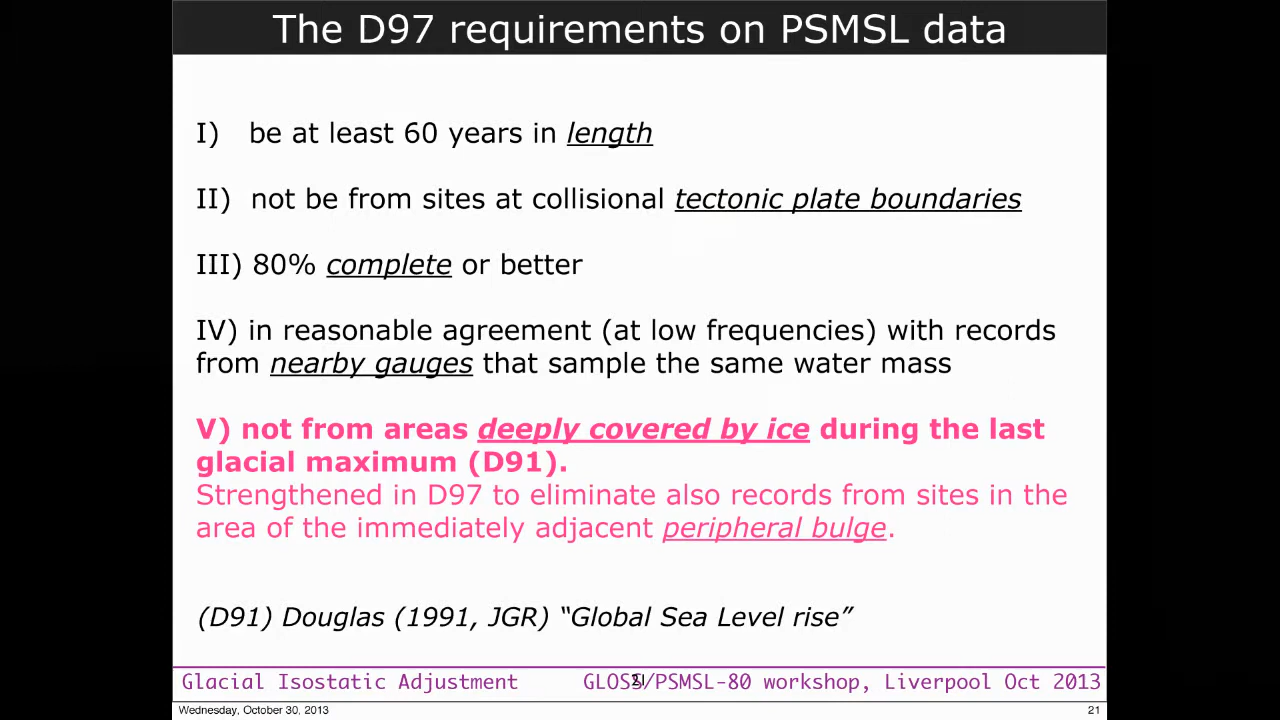 The D97 requirements on PSMSL data
I) be at least 60 years in length
II) not be from sites at collisional tectonic plate boundaries
III) 80% complete or better
IV) in reasonable agreement (at low frequencies) with records
from nearby gauges that sample the same water mass
V) not from areas deeply covered by ice during the last
glacial maximum (D91).
Strengthened in D97 to eliminate also records from sites in the
area of the immediately adjacent peripheral bulge.
(D91) Douglas (1991, JGR) “Global Sea Level rise”
Glacial Isostatic Adjustment GLOSS/PSMSL-80 workshop, Liverpool Oct 2013
Wednesday, October 30, 2013 21